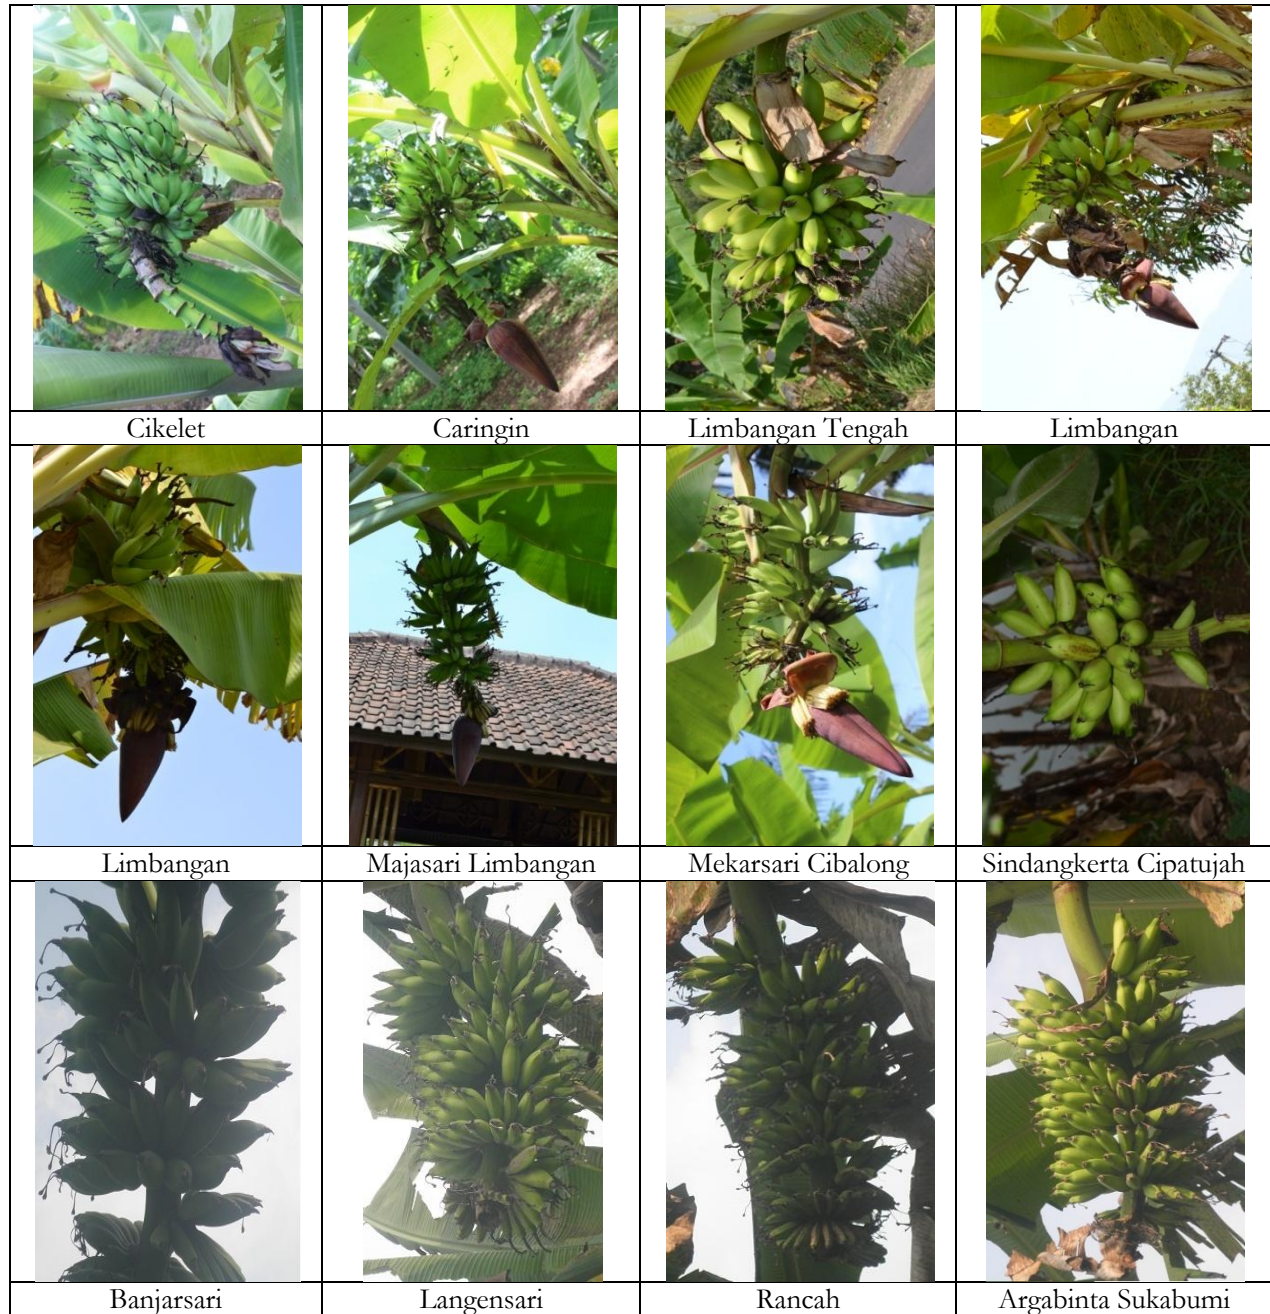 Cikelet
Caringin
Limbangan Tengah
Limbangan
Limbangan
Majasari Limbangan
Mekarsari Cibalong
Sindangkerta Cipatujah
Banjarsari
Langensari
Rancah
Argabinta Sukabumi